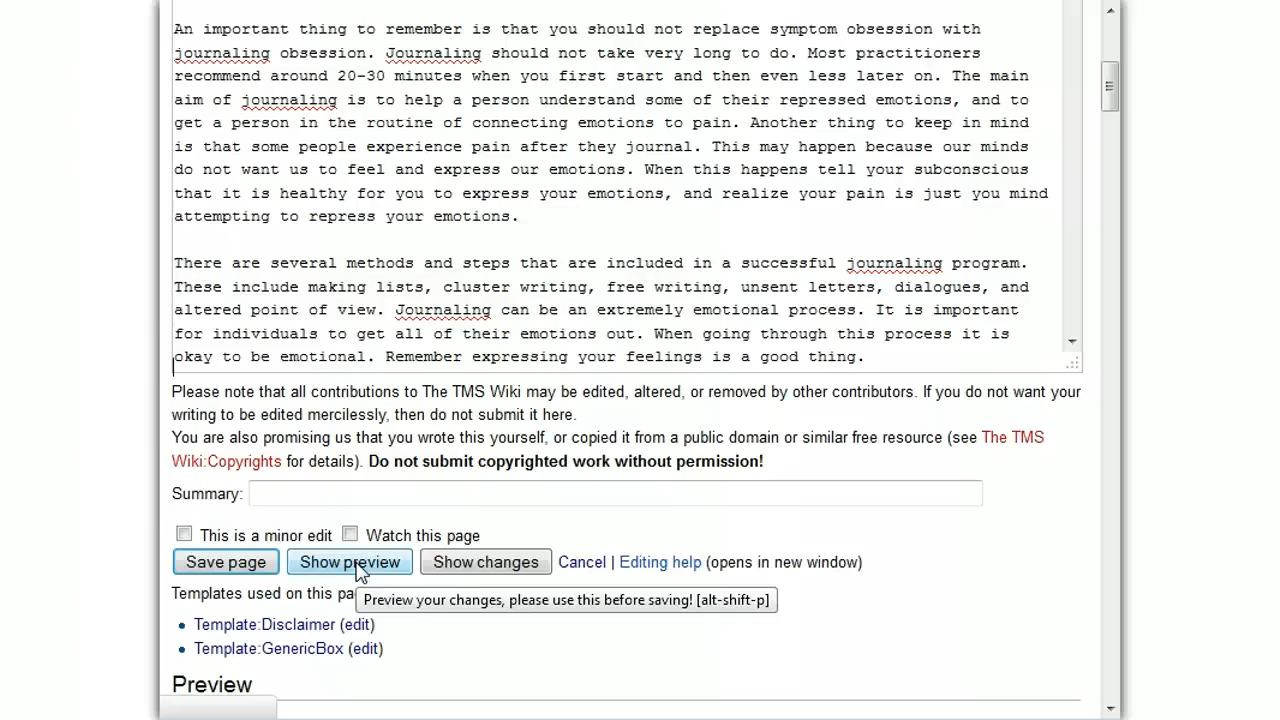 An important thing to remember is that you should not replace symptom obsession with
journaling obsession. Journaling should not take very long to do. Most practitioners
recommend around 20-30 minutes when you first start and then even less later on. The main
aim of journaling is to help a person understand some of their repressed emotions, and to
get a person in the routine of connecting emotions to pain. Another thing to keep in mind
is that some people experience pain after they journal. This may happen because our minds
do not want us to feel and express our emotions. When this happens tell your subconscious
that it is healthy for you to express your emotions, and realize your pain is just you mind
attempting to repress your emotions.
There are several methods and steps that are included in a successful journaling program.
These include making lists, cluster writing, free writing, unsent letters, dialogues, and
altered point of view. Journaling can be an extremely emotional process. It is important
for individuals to get all of their emotions out. When going through this process it is
okay to be emotional. Remember expressing your feelings is a good thing.
Please note that all contributions to The TMS Wiki may be edited, altered, or removed by other contributors. If you do not want your
writing to be edited mercilessly, then do not submit it here.
You are also promising us that you wrote this yourself, or copied it from a public domain or similar free resource (see The TMS
Wiki:Copyrights for details). Do not submit copyrighted work without permission!
Summary:
This is a minor edit Watch this page
Save page Show preview Show changes Cancel | Editing help (opens in new window)
Templates used on this pa
Preview your changes, please use this before saving! [alt-shift-p]
Template:Disclaimer (edit)
Template:GenericBox (edit)
Preview